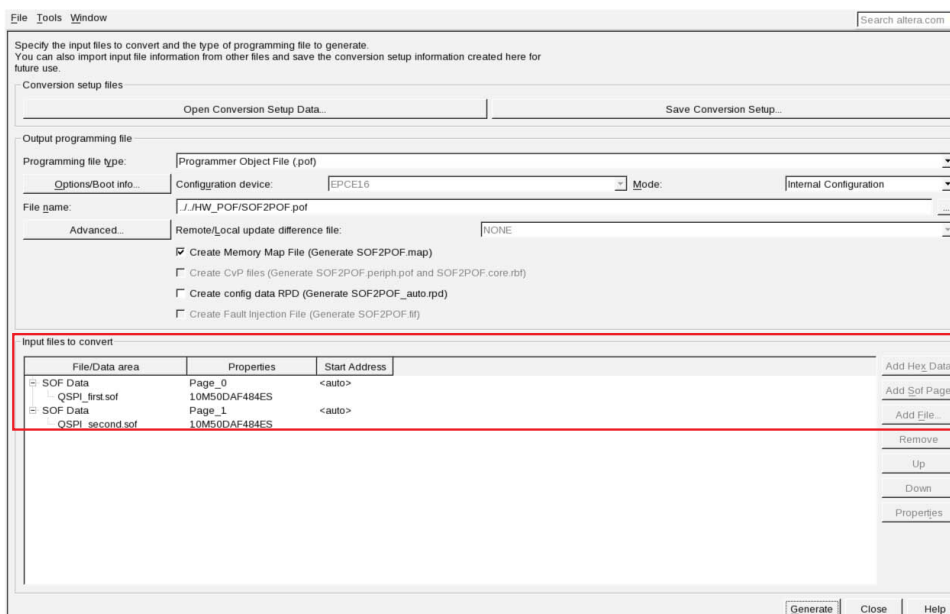 File Tools Window
Search altera.com
Specify the input files to convert and the type of programming file to generate.
You can also import input file information from other files and save the conversion setup information created here for
future use.
Conversion setup files
Open Conversion Setup Data...
Save Conversion Setup...
Output programming file
Programming file type:
Programmer Object File (.pof)
Options/Boot info...
Configuration device:
EPCE16
Mode:
Internal Configuration
File name:
../../HW_POF/SOF2POF.pof
...
Advanced...
Remote/Local update difference file:
NONE
Create Memory Map File (Generate SOF2POF.map)
Create CvP files (Generate SOF2POF.periph.pof and SOF2POF.core.rbf)
Create config data RPD (Generate SOF2POF_auto.rpd)
Create Fault Injection File (Generate SOF2POF.fif)
Input files to convert
File/Data area Properties Start Address
SOF Data Page_0 <auto>
QSPI_first.sof 10M50DAF484ES
SOF Data Page_1 <auto>
QSPI_second.sof 10M50DAF484ES
Add Hex Data
Add Sof Page
Add File...
Remove
Up
Down
Properties
Generate Close Help